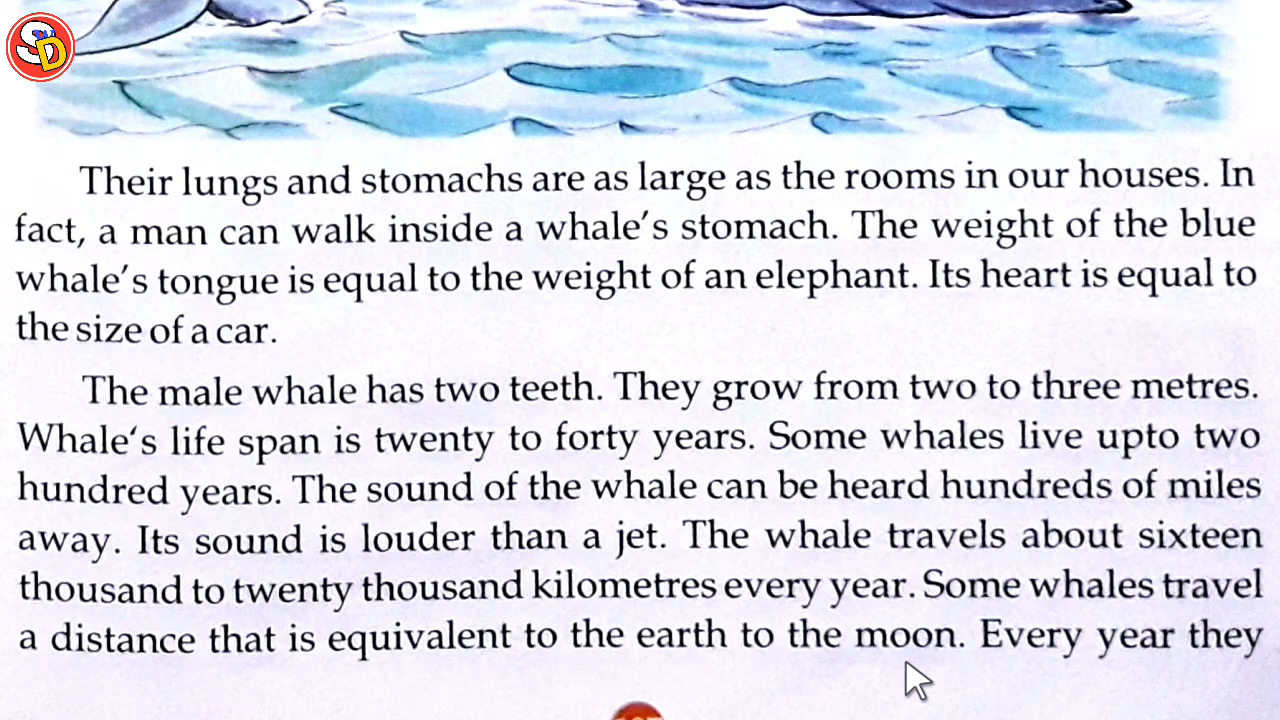 SD
Their lungs and stomachs are as large as the rooms in our houses. In
fact, a man can walk inside a whale's stomach. The weight of the blue
whale's tongue is equal to the weight of an elephant. Its heart is equal to
the size of a car.
The male whale has two teeth. They grow from two to three metres.
Whale‘s life span is twenty to forty years. Some whales live upto two
hundred years. The sound of the whale can be heard hundreds of miles
away. Its sound is louder than a jet. The whale travels about sixteen
thousand to twenty thousand kilometres every year. Some whales travel
a distance that is equivalent to the earth to the moon. Every year they